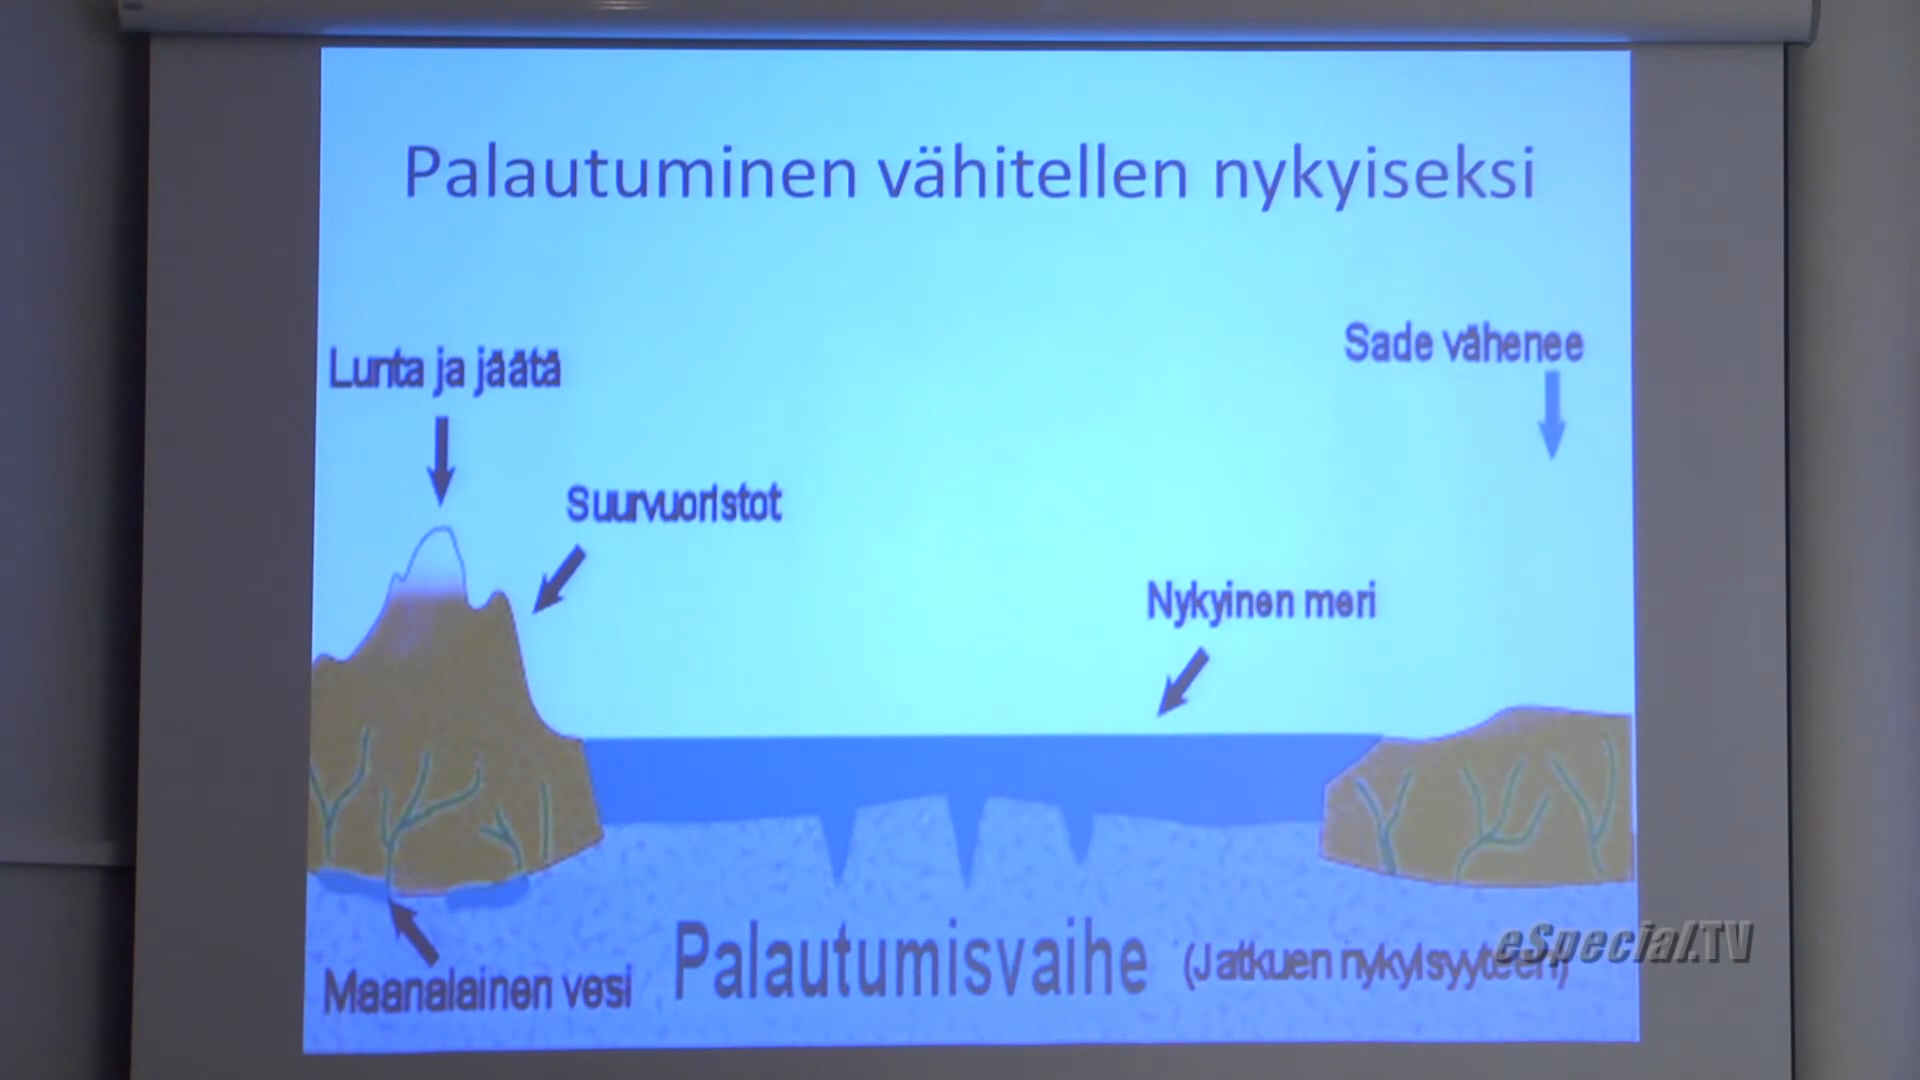 Palautuminen vähitellen nykyiseksi
Sade vähenee
Lunta ja jäätä
Suurvuoristot
Nykyinen meri
Palautumisvaihe (Jatkuen nykyisyyteen)
Maanalainen vesi
eSpecial.TV